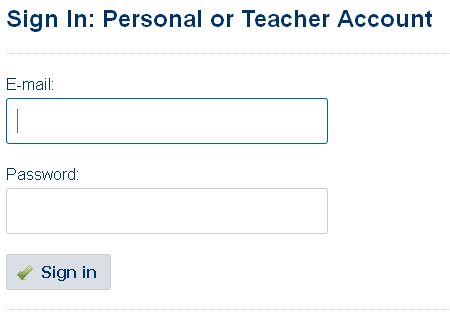 Sign In: Personal or Teacher Account
E-mail:
Password:
Sign in